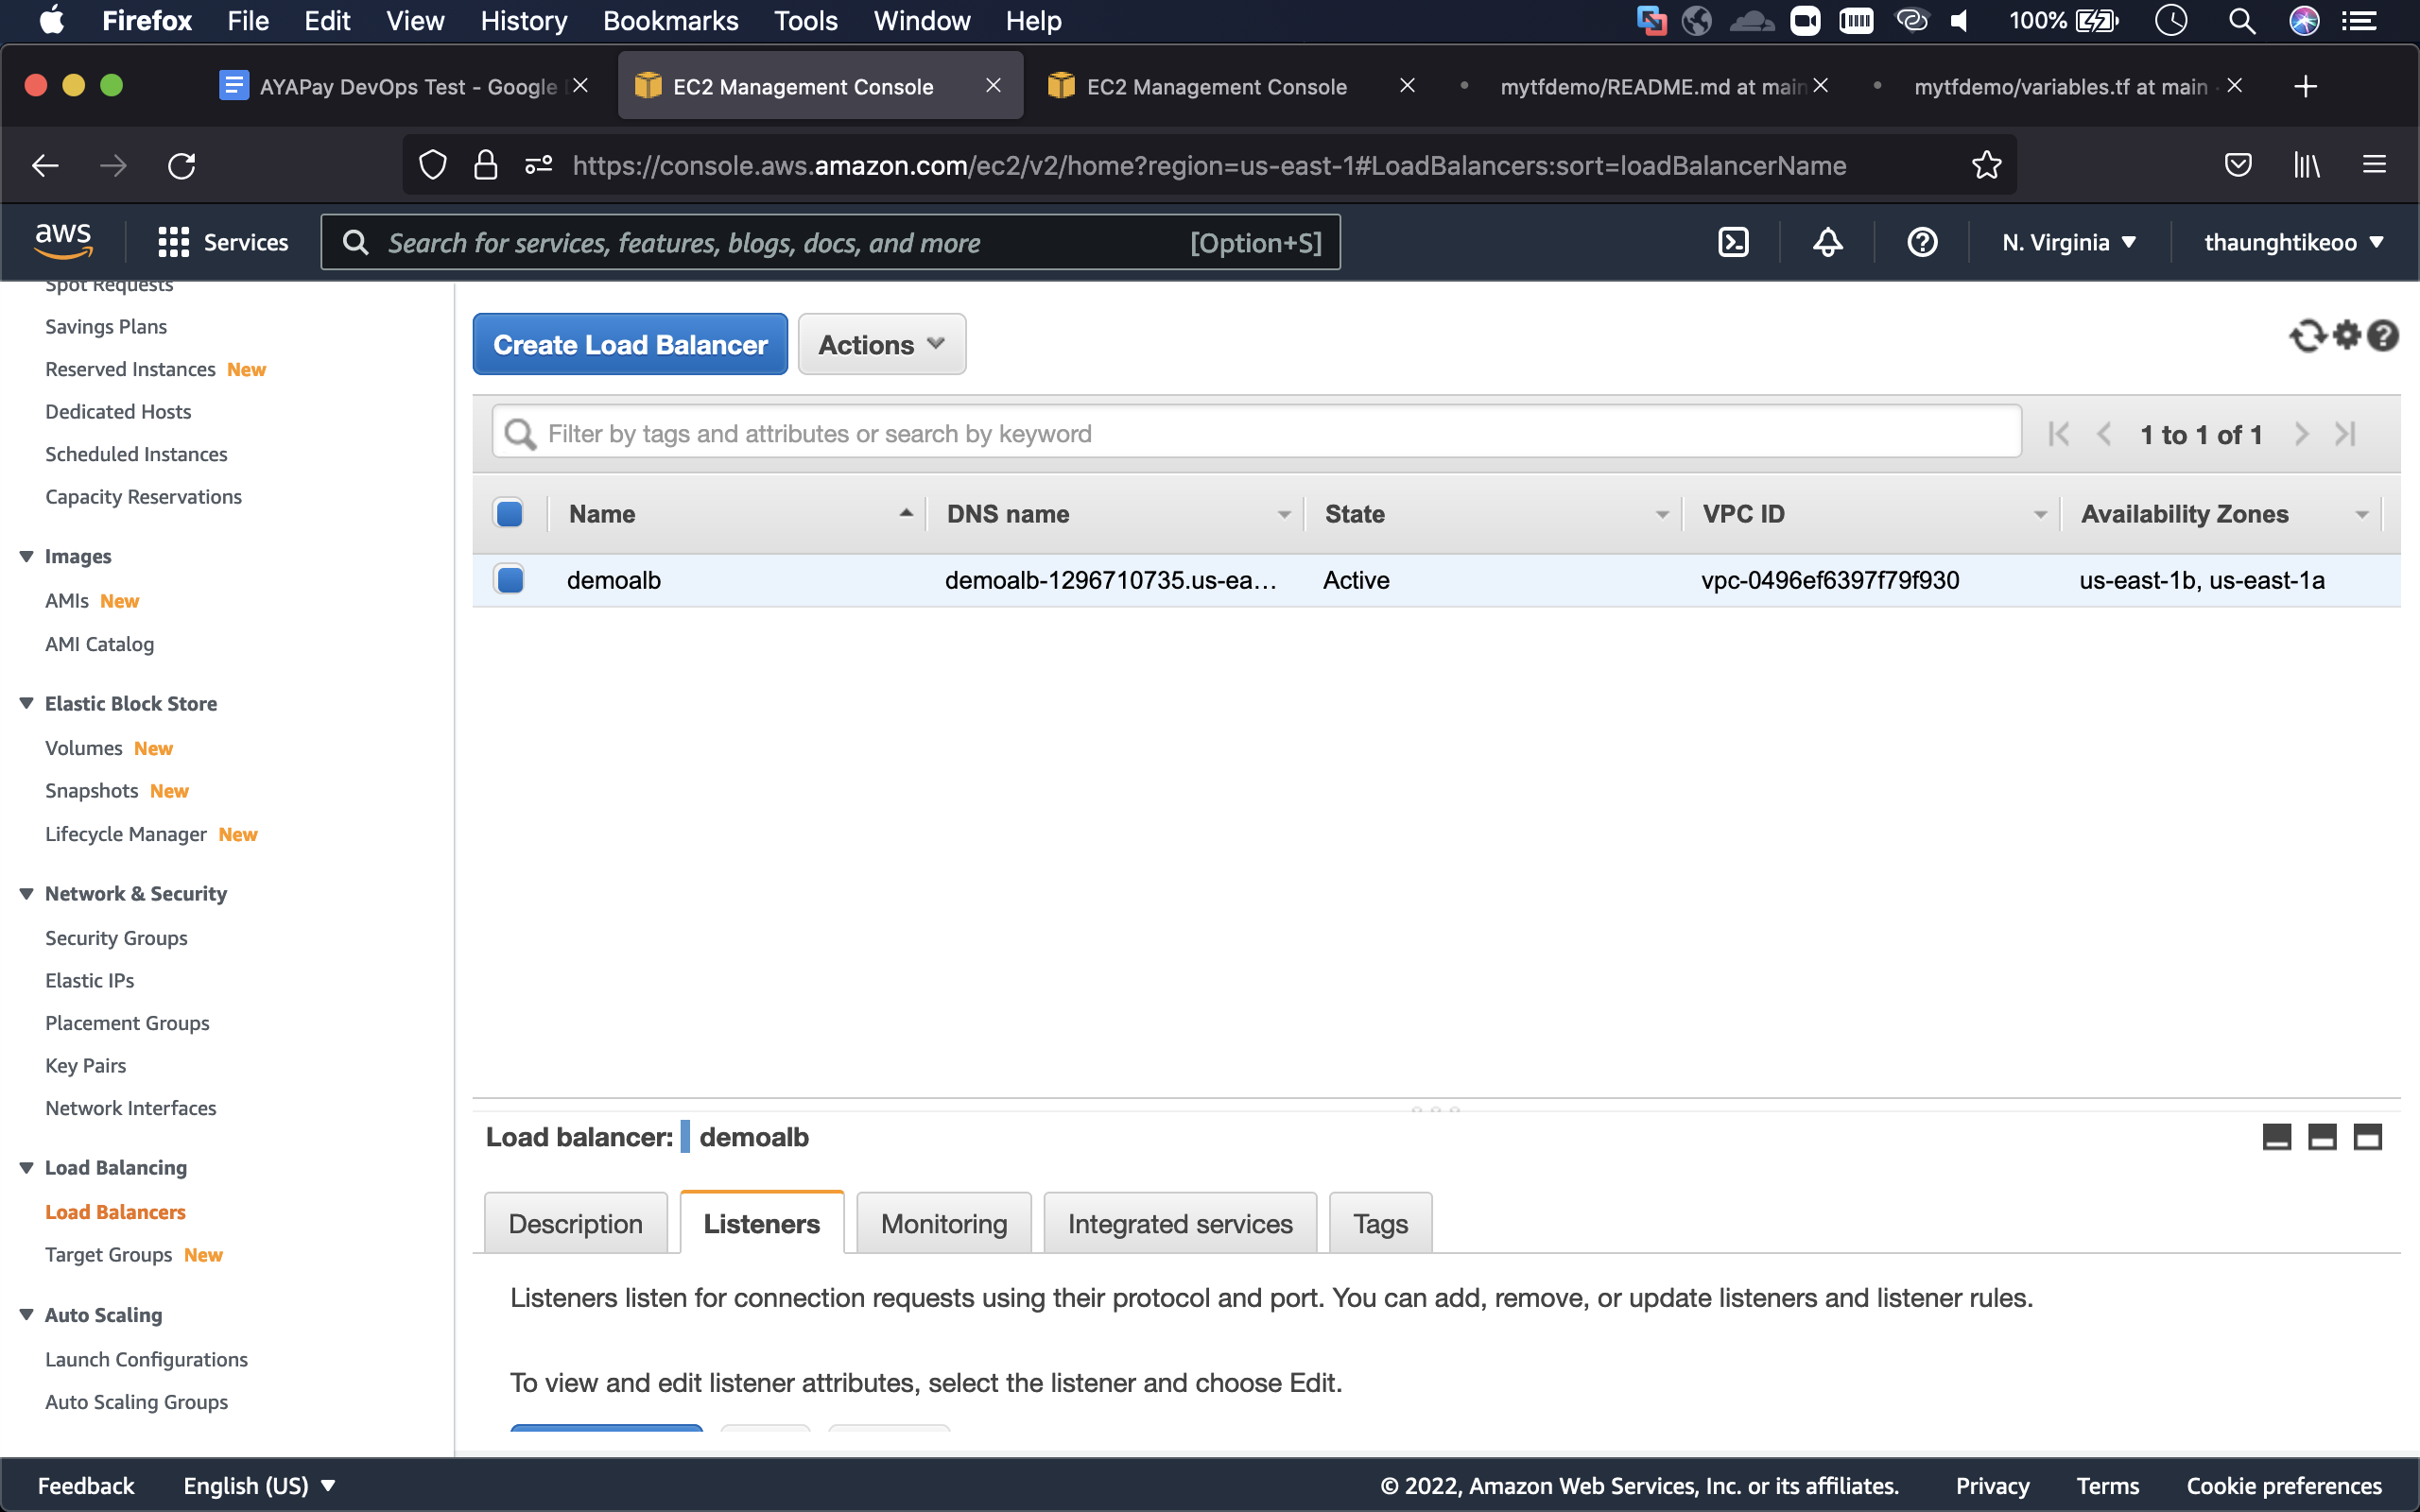 Firefox File Edit View History Bookmarks Tools Window Help 100%
AYAPay DevOps Test - Google EC2 Management Console EC2 Management Console mytfdemo/README.md at main mytfdemo/variables.tf at main
https://console.aws.amazon.com/ec2/v2/home?region=us-east-1#LoadBalancers:sort=loadBalancerName
aws Services Search for services, features, blogs, docs, and more [Option+S] N. Virginia thaunghtikeoo
Spot Requests
Savings Plans
Reserved Instances New
Dedicated Hosts
Scheduled Instances
Capacity Reservations
Images
AMIs New
AMI Catalog
Elastic Block Store
Volumes New
Snapshots New
Lifecycle Manager New
Network & Security
Security Groups
Elastic IPs
Placement Groups
Key Pairs
Network Interfaces
Load Balancing
Load Balancers
Target Groups New
Auto Scaling
Launch Configurations
Auto Scaling Groups
Create Load Balancer Actions
Filter by tags and attributes or search by keyword 1 to 1 of 1
Name DNS name State VPC ID Availability Zones
demoalb demoalb-1296710735.us-ea... Active vpc-0496ef6397f79f930 us-east-1b, us-east-1a
Load balancer: demoalb
Description Listeners Monitoring Integrated services Tags
Listeners listen for connection requests using their protocol and port. You can add, remove, or update listeners and listener rules.
To view and edit listener attributes, select the listener and choose Edit.
Feedback English (US) © 2022, Amazon Web Services, Inc. or its affiliates. Privacy Terms Cookie preferences